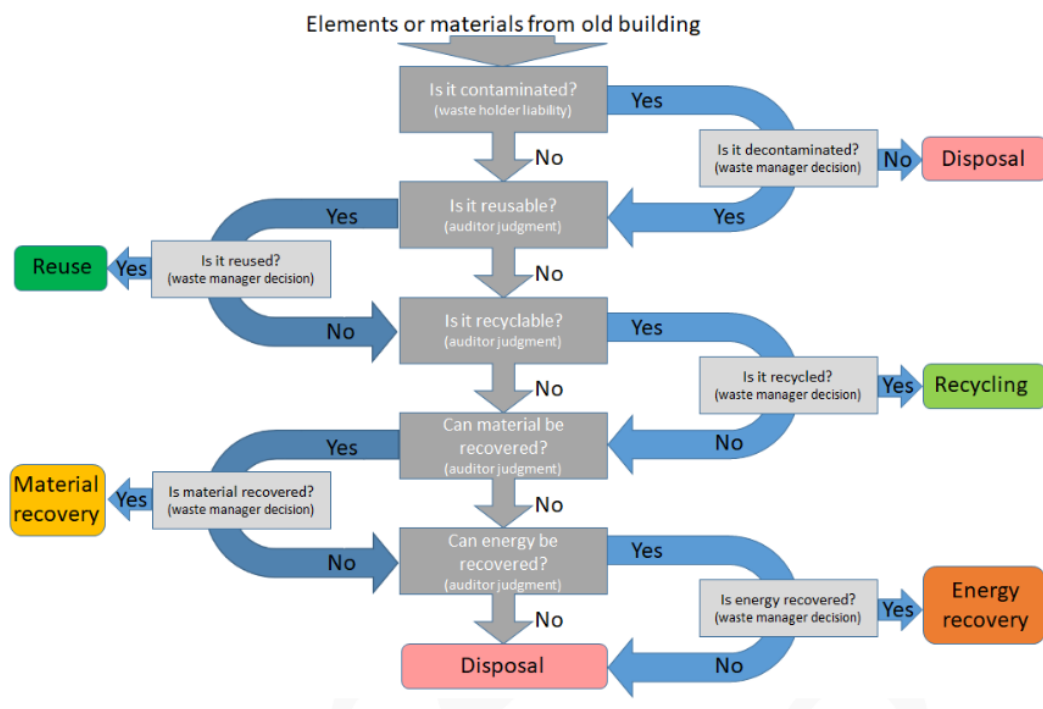 Elements or materials from old building
Is it contaminated?
(waste holder liability)
Yes
No
Is it decontaminated?
(waste manager decision)
No
Disposal
Yes
Is it reusable?
(auditor judgment)
Yes
Is it reused?
(waste manager decision)
Yes
Reuse
No
No
Is it recyclable?
(auditor judgment)
Yes
Is it recycled?
(waste manager decision)
Yes
Recycling
No
No
Can material be
recovered?
(auditor judgment)
Yes
Is material recovered?
(waste manager decision)
Yes
Material
recovery
No
No
Can energy be
recovered?
(auditor judgment)
Yes
Is energy recovered?
(waste manager decision)
Yes
Energy
recovery
No
No
Disposal